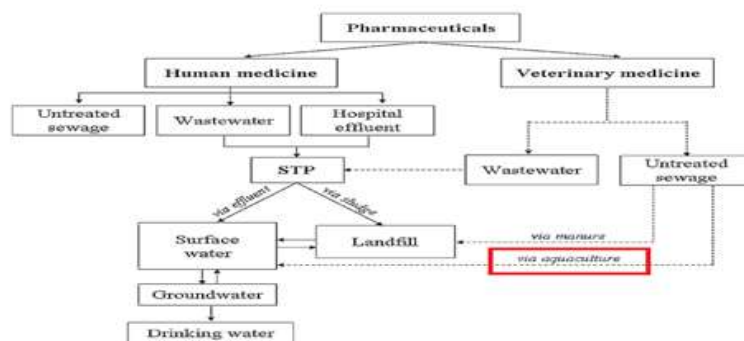 Pharmaceuticals
Human medicine
Veterinary medicine
Untreated
sewage
Wastewater
Hospital
effluent
STP
Wastewater
Untreated
sewage
via effluent
via sludge
Surface
water
Landfill
via manure
via aquaculture
Groundwater
Drinking water